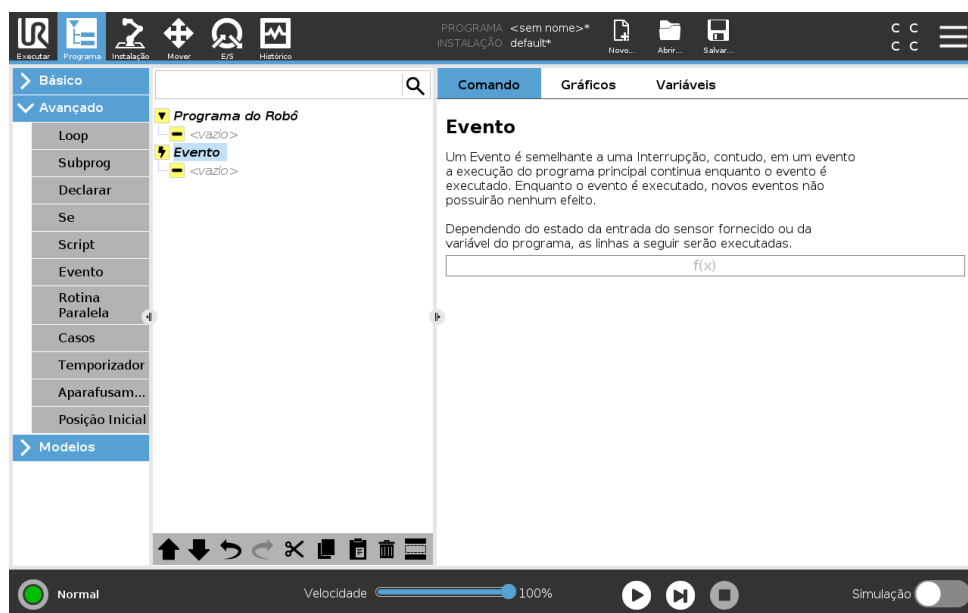 PROGRAMA <sem nome>*
INSTALAÇÃO default*
UR
Executar
Programa
Instalação
Mover
E/S
Histórico
Novo...
Abrir...
Salvar...
C C
C C
Básico
Avançado
Loop
Subprog
Declarar
Se
Script
Evento
Rotina
Paralela
Casos
Temporizador
Aparafusam...
Posição Inicial
Modelos
Programa do Robô
<vazio>
Evento
<vazio>
Comando
Gráficos
Variáveis
Evento
Um Evento é semelhante a uma Interrupção, contudo, em um evento
a execução do programa principal continua enquanto o evento é
executado. Enquanto o evento é executado, novos eventos não
possuirão nenhum efeito.
Dependendo do estado da entrada do sensor fornecido ou da
variável do programa, as linhas a seguir serão executadas.
f(x)
Normal
Velocidade
100%
Simulação